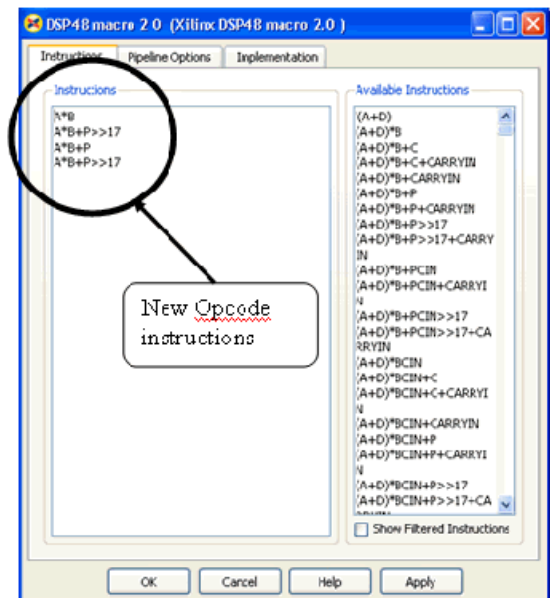 DSP48 macro 2 0 (Xilinx DSP48 macro 2.0 )
Instructions Pipeline Options Implementation
Instructions
A*B
A*B+P>>17
A*B+P
A*B+P>>17
New Opcode
instructions
Available Instructions
(A+D)
(A+D)*B
(A+D)*B+C
(A+D)*B+C+CARRYIN
(A+D)*B+CARRYIN
(A+D)*B+P
(A+D)*B+P+CARRYIN
(A+D)*B+P>>17
(A+D)*B+P>>17+CARRY
IN
(A+D)*B+PCIN
(A+D)*B+PCIN+CARRYI
N
(A+D)*B+PCIN>>17
(A+D)*B+PCIN>>17+CA
RRYIN
(A+D)*BCIN
(A+D)*BCIN+C
(A+D)*BCIN+C+CARRYI
N
(A+D)*BCIN+CARRYIN
(A+D)*BCIN+P
(A+D)*BCIN+P+CARRYI
N
(A+D)*BCIN+P>>17
(A+D)*BCIN+P>>17+CA
Show Filtered Instructions
OK Cancel Help Apply